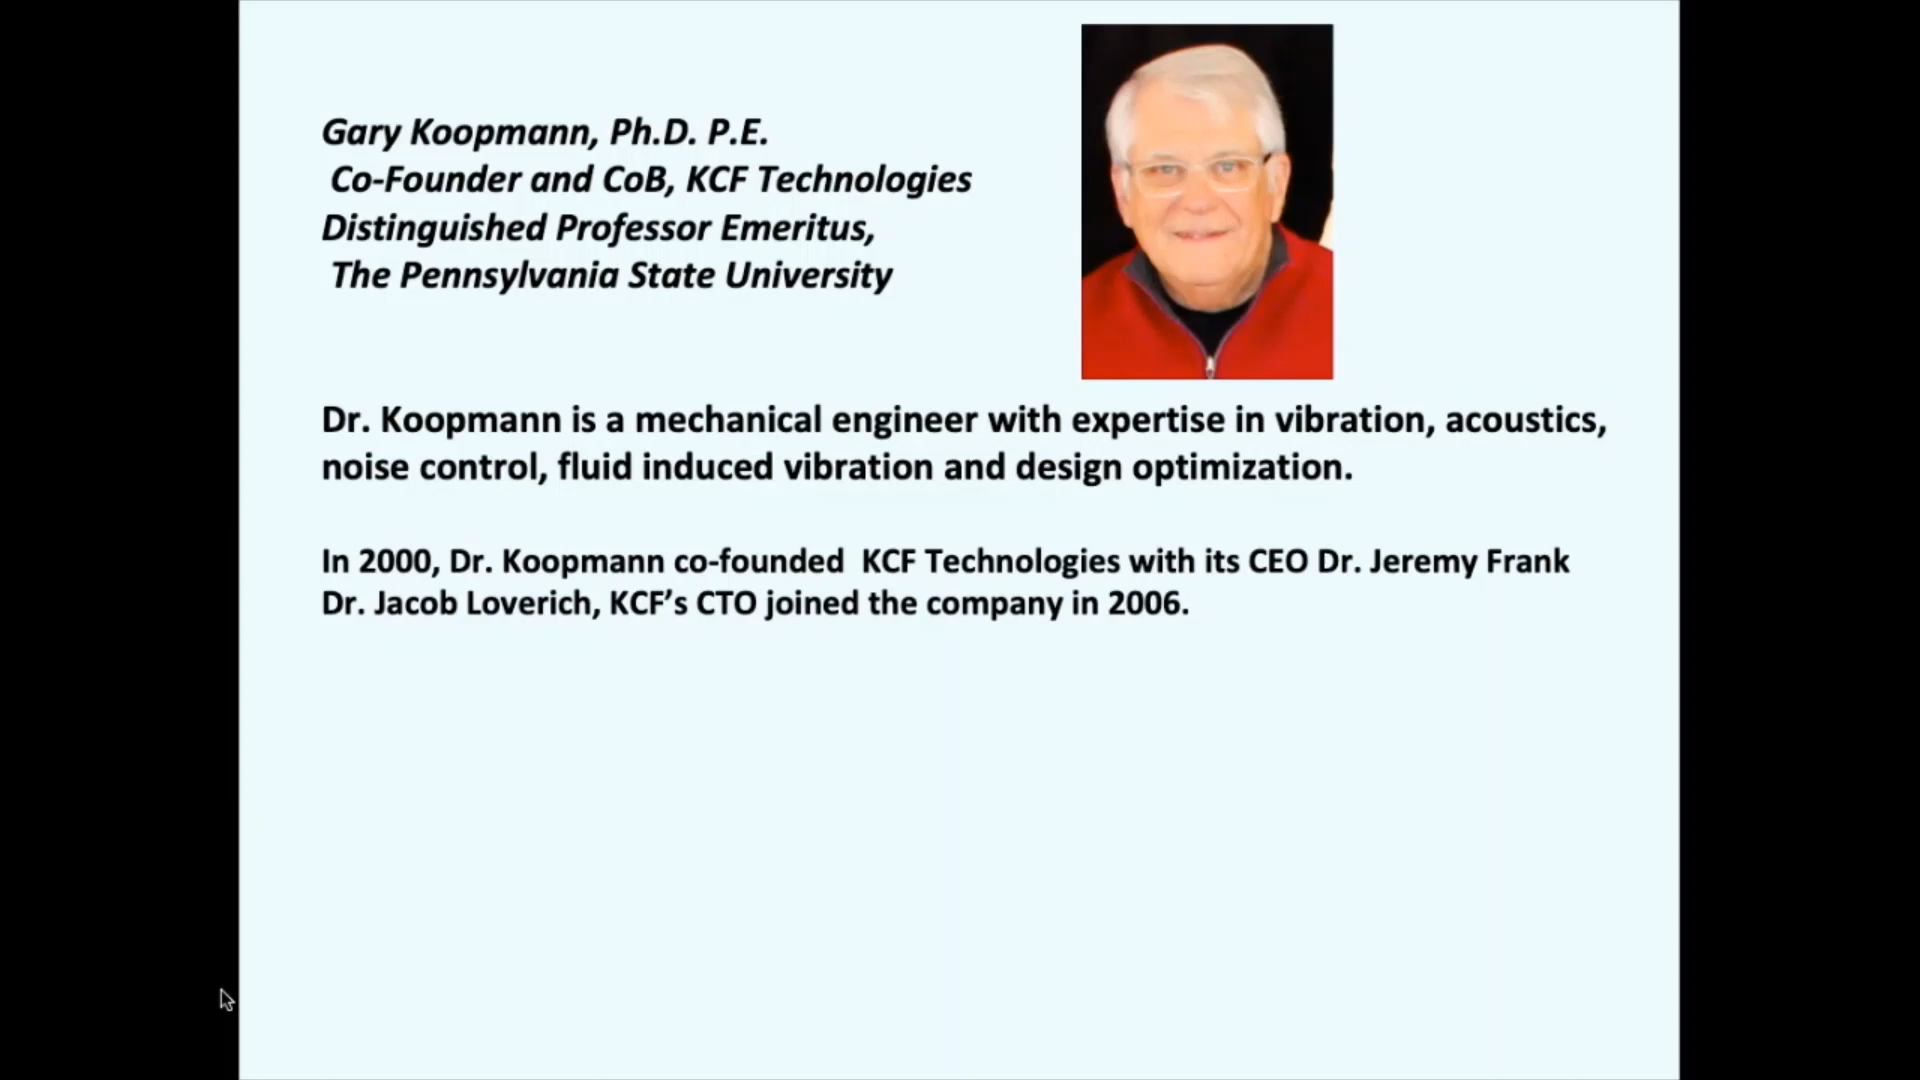 Gary Koopmann, Ph.D. P.E.
Co-Founder and CoB, KCF Technologies
Distinguished Professor Emeritus,
The Pennsylvania State University
Dr. Koopmann is a mechanical engineer with expertise in vibration, acoustics,
noise control, fluid induced vibration and design optimization.
In 2000, Dr. Koopmann co-founded  KCF Technologies with its CEO Dr. Jeremy Frank
Dr. Jacob Loverich, KCF’s CTO joined the company in 2006.